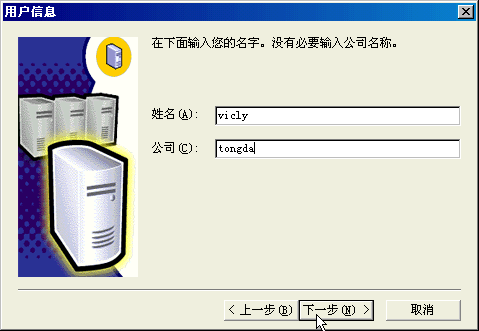 用户信息
在下面输入您的名字。没有必要输入公司名称。
姓名(A):
vicly
公司(C):
tongda
< 上一步(B)
下一步(N) >
取消